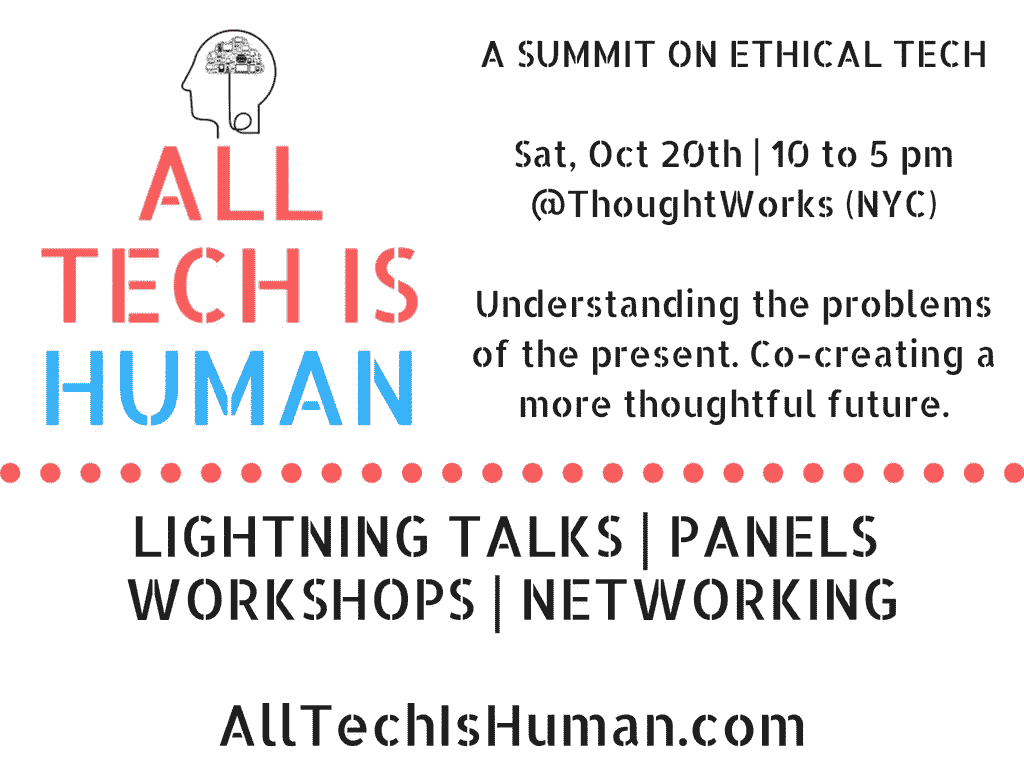 ALL
TECH IS
HUMAN
A SUMMIT ON ETHICAL TECH
Sat, Oct 20th | 10 to 5 pm
@ThoughtWorks (NYC)
Understanding the problems
of the present. Co-creating a
more thoughtful future.
LIGHTNING TALKS | PANELS
WORKSHOPS | NETWORKING
AllTechIsHuman.com